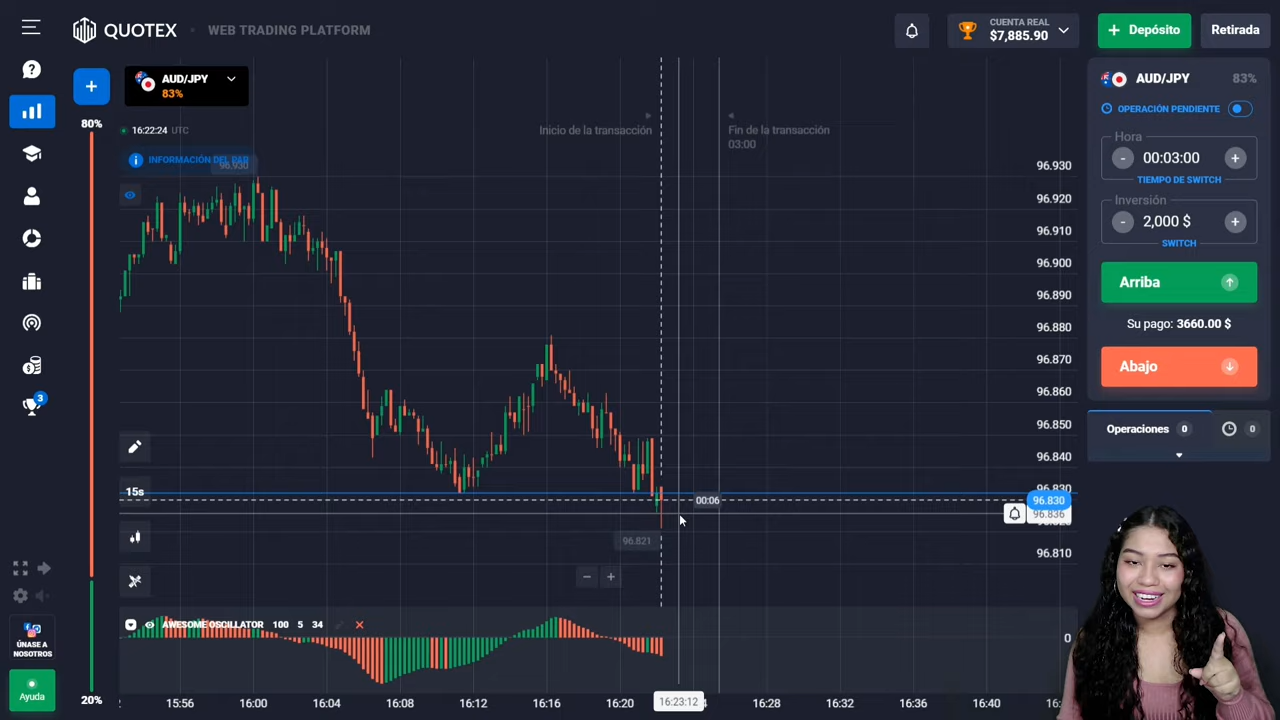 QUOTEX
WEB TRADING PLATFORM
CUENTA REAL
$7,885.90
Depósito
Retirada
AUD/JPY
83%
80%
16:22:24 UTC
INFORMACIÓN DEL PAR
96.930
Inicio de la transacción
Fin de la transacción
03:00
96.930
96.920
96.910
96.900
96.890
96.880
96.870
96.860
96.850
96.840
96.830
96.830
96.836
96.810
00:06
96.821
15s
AWESOME OSCILLATOR 100 5 34
0
15:56
16:00
16:04
16:08
16:12
16:16
16:20
16:23:12
16:28
16:32
16:36
16:40
20%
3
ÚNASE A
NOSOTROS
Ayuda
AUD/JPY
83%
OPERACIÓN PENDIENTE
Hora
- 00:03:00 +
TIEMPO DE SWITCH
Inversión
- 2,000 $ +
SWITCH
Arriba
Su pago: 3660.00 $
Abajo
Operaciones 0
0